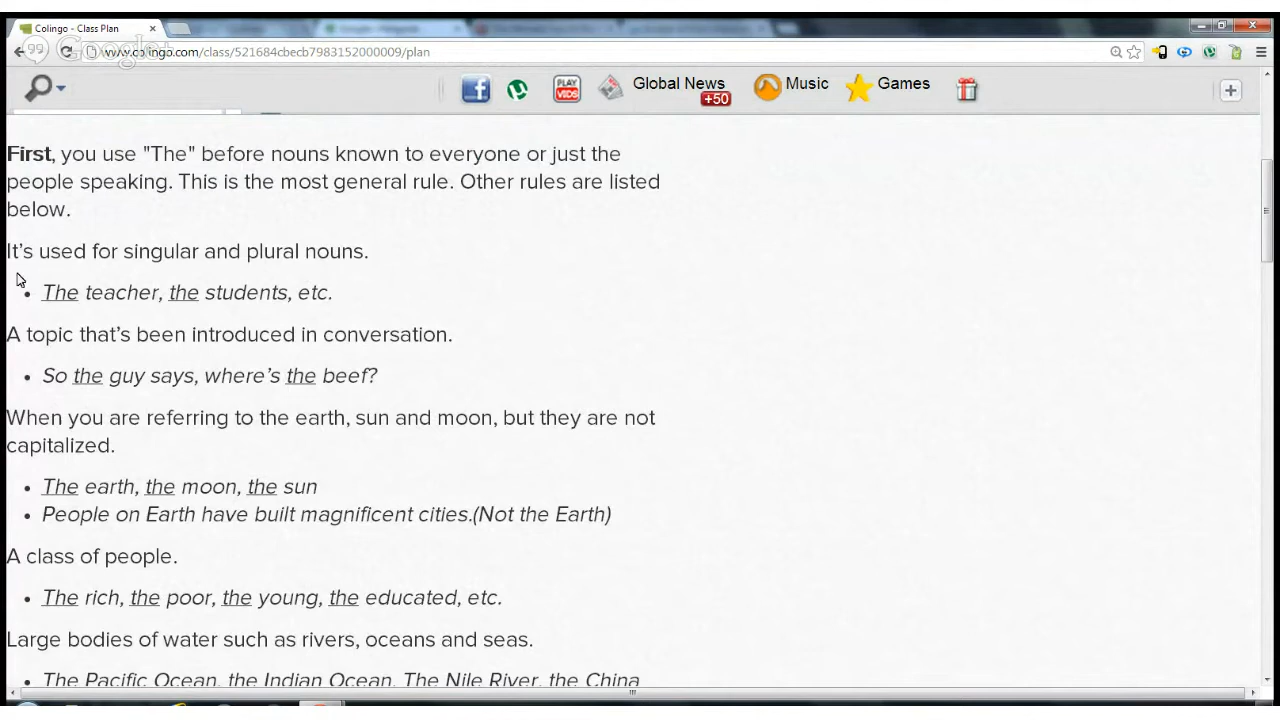 Colingo - Class Plan
99 Google+
www.colingo.com/class/521684cbecb7983152000009/plan
PLAY VIDS
Global News
+50
Music
Games
First, you use "The" before nouns known to everyone or just the
people speaking. This is the most general rule. Other rules are listed
below.
It's used for singular and plural nouns.
• The teacher, the students, etc.
A topic that's been introduced in conversation.
• So the guy says, where's the beef?
When you are referring to the earth, sun and moon, but they are not
capitalized.
• The earth, the moon, the sun
• People on Earth have built magnificent cities.(Not the Earth)
A class of people.
• The rich, the poor, the young, the educated, etc.
Large bodies of water such as rivers, oceans and seas.
• The Pacific Ocean, the Indian Ocean, The Nile River, the China